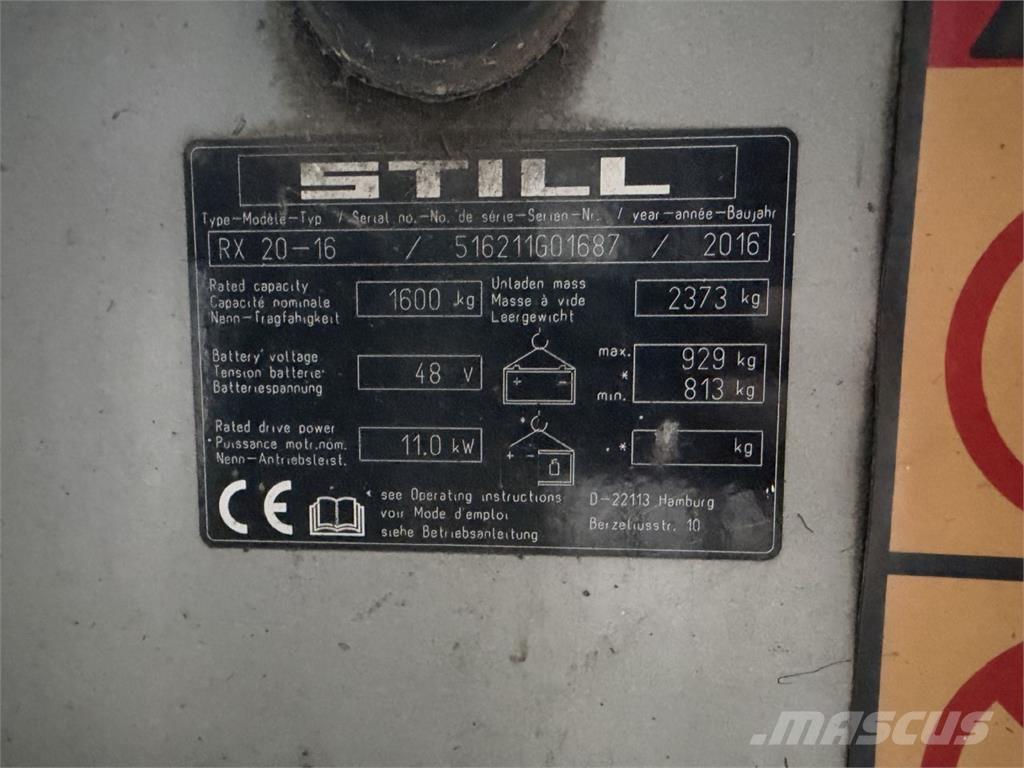 STILL
Type-Modèle-Typ / Serial no.-No. de série-Serien-Nr. / year-année-Baujahr
RX 20-16 / 516211G01687 / 2016
Rated capacity
Capacité nominale
Nenn-Tragfähigkeit
1600 kg
Unladen mass
Masse à vide
Leergewicht
2373 kg
Battery voltage
Tension batterie
Batteriespannung
48 V
+ -
max. 929 kg
*
min. 813 kg
Rated drive power
Puissance motr.nom.
Nenn-Antriebsleist.
11.0 kW
+ -
* kg
CE
see Operating instructions
voir Mode d'emploi
siehe Betriebsanleitung
D-22113 Hamburg
Berzeliusstr. 10
MASCUS